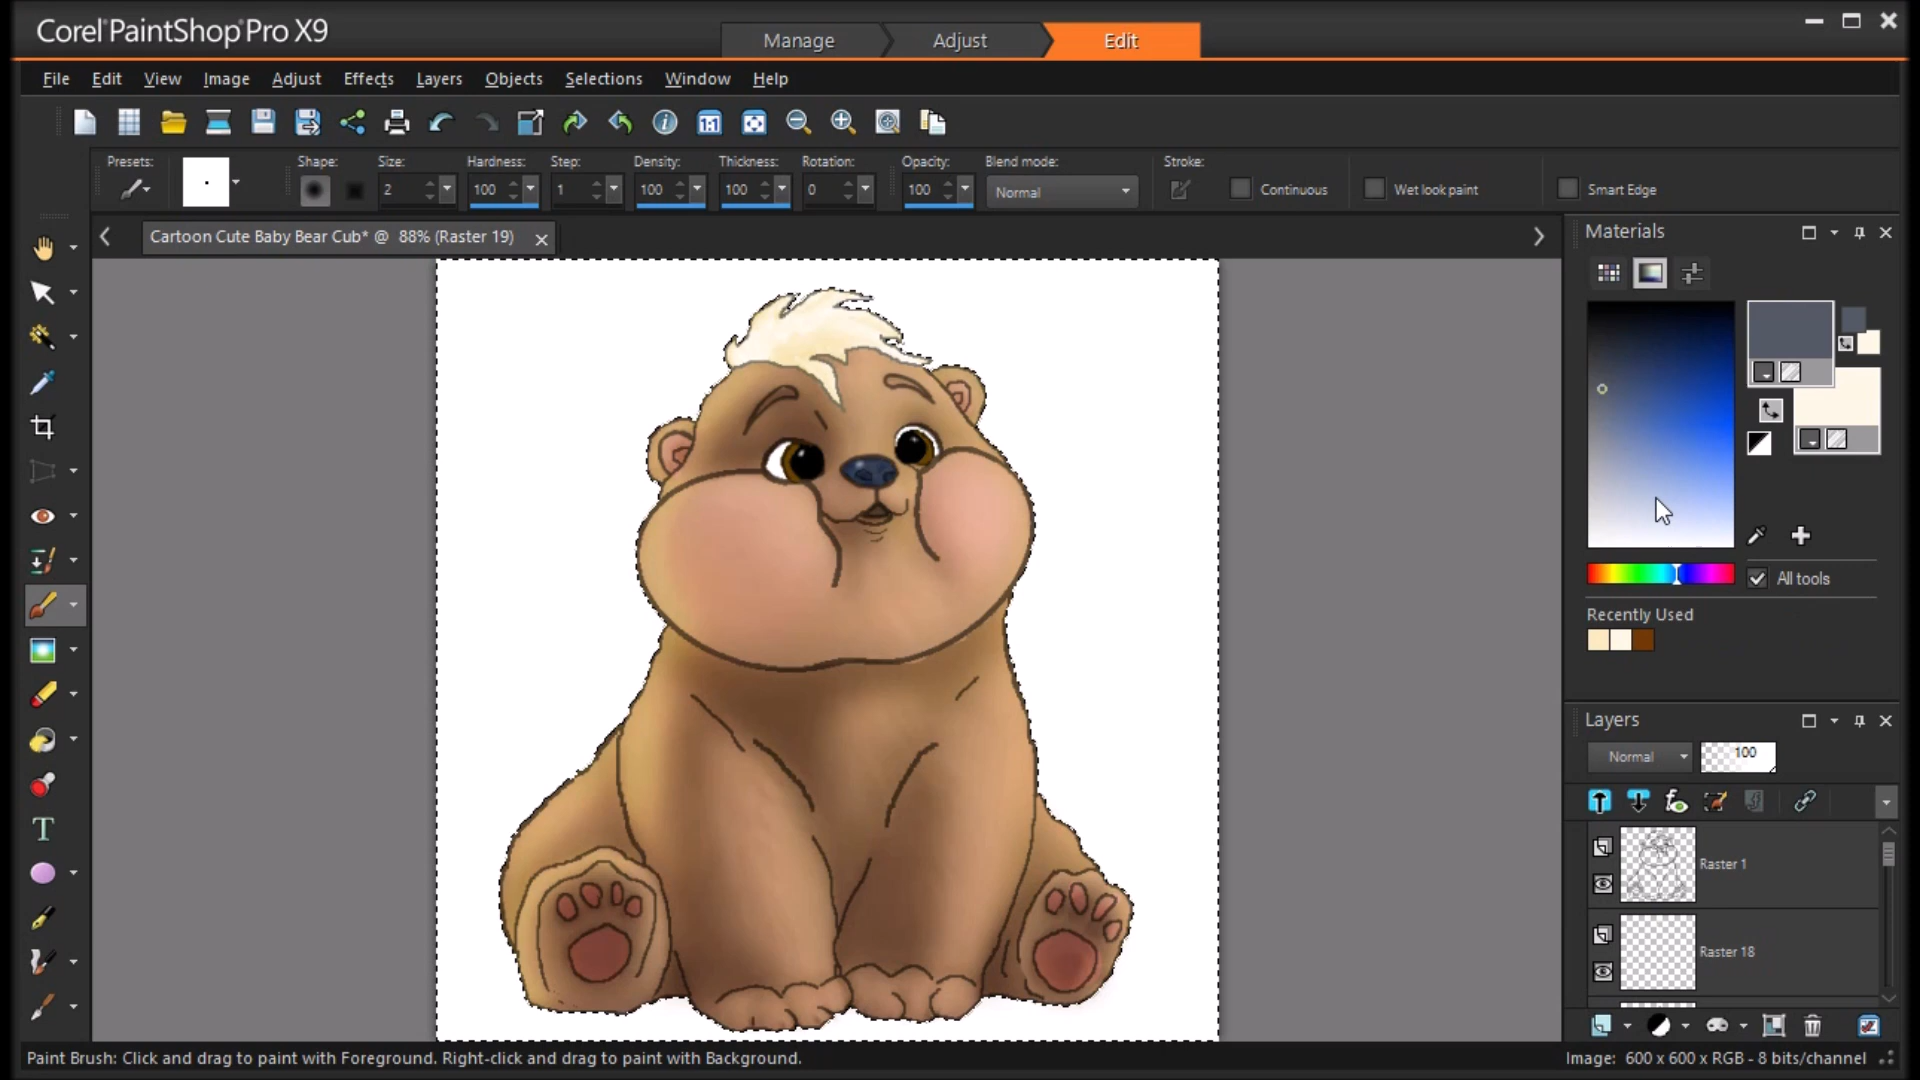 Corel PaintShop Pro X9
Manage
Adjust
Edit
File
Edit
View
Image
Adjust
Effects
Layers
Objects
Selections
Window
Help
1:1
Presets:
Shape:
Size:
Hardness:
Step:
Density:
Thickness:
Rotation:
Opacity:
Blend mode:
Stroke:
2
100
1
100
100
0
100
Normal
Continuous
Wet look paint
Smart Edge
Cartoon Cute Baby Bear Cub* @ 88% (Raster 19)
Materials
All tools
Recently Used
Layers
Normal
100
Raster 1
Raster 18
Paint Brush: Click and drag to paint with Foreground. Right-click and drag to paint with Background.
Image: 600 x 600 x RGB - 8 bits/channel